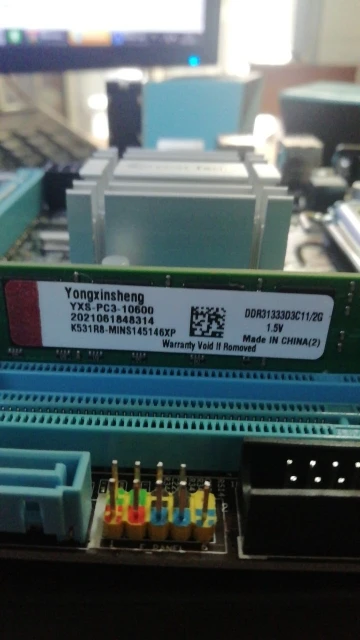 Yongxinsheng
YXS-PC3-10600
2021061848314
K531R8-MINS145146XP
DDR31333D3C11/2G
1.5V
Made IN CHINA(2)
Warranty Void If Removed
PANEL